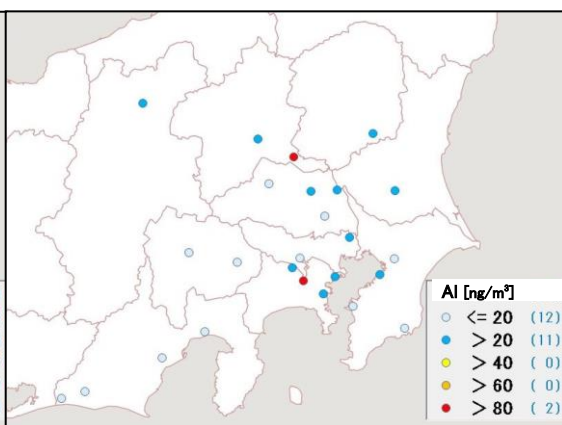 Al [ng/m³]
<= 20 (12)
> 20 (11)
> 40 ( 0)
> 60 ( 0)
> 80 ( 2)